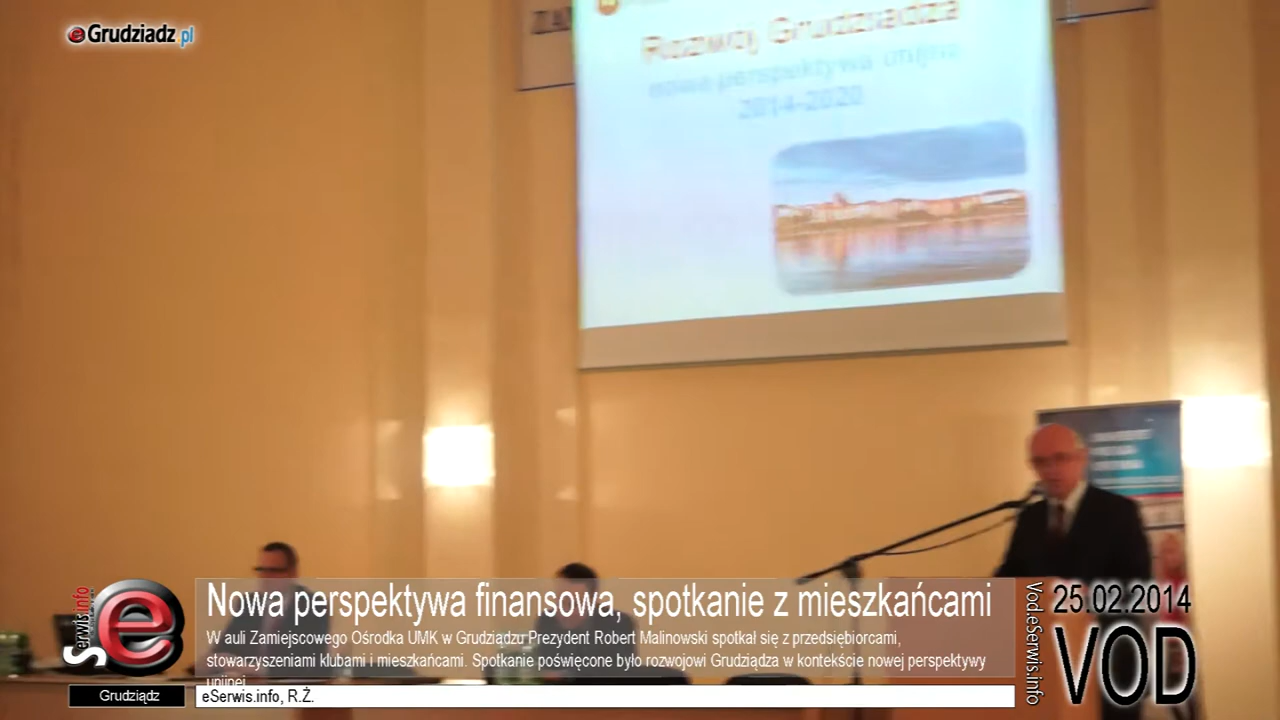 eGrudziadz.pl
Rozwój Grudziądza
nowa perspektywa unijna
2014-2020
Nowa perspektywa finansowa, spotkanie z mieszkańcami
W auli Zamiejscowego Ośrodka UMK w Grudziadzu Prezydent Robert Malinowski spotkał się z przedsiębiorcami,
stowarzyszeniami klubami i mieszkańcami. Spotkanie poświęcone było rozwojowi Grudziądza w kontekście nowej perspektywy
unijnej
eSerwis.info
Grudziądz
eSerwis.info, R.Ż.
Vod.eSerwis.info
25.02.2014
VOD